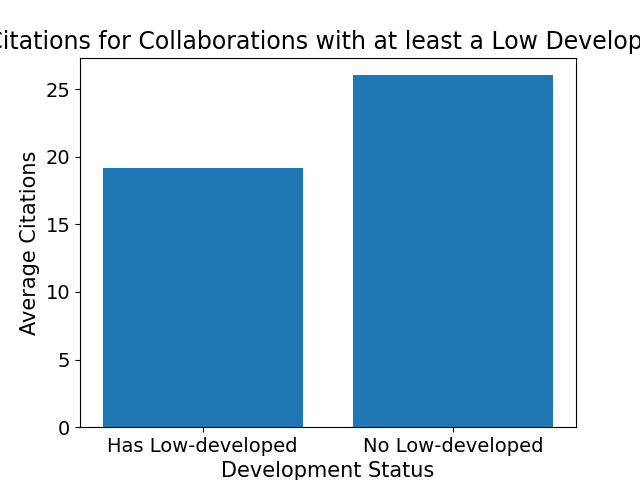 Citations for Collaborations with at least a Low Develop
Average Citations
25
20
15
10
5
0
Has Low-developed
No Low-developed
Development Status